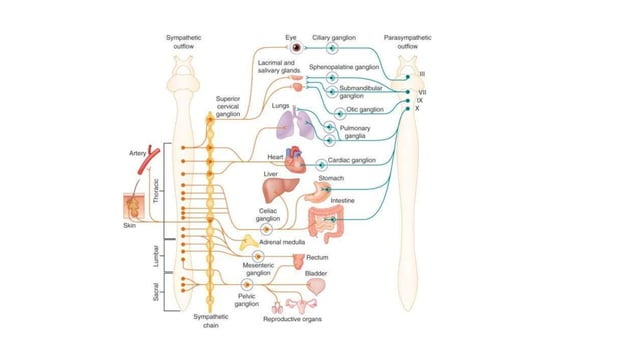 Sympathetic
outflow
Eye
Ciliary ganglion
Parasympathetic
outflow
Lacrimal and
salivary glands
Sphenopalatine ganglion
III
Superior
cervical
ganglion
Submandibular
ganglion
VII
IX
X
Lungs
Otic ganglion
Pulmonary
ganglia
Artery
Heart
Cardiac ganglion
Liver
Stomach
Thoracic
Intestine
Skin
Celiac
ganglion
Adrenal medulla
Lumbar
Mesenteric
ganglion
Rectum
Bladder
Sacral
Pelvic
ganglion
Sympathetic
chain
Reproductive organs